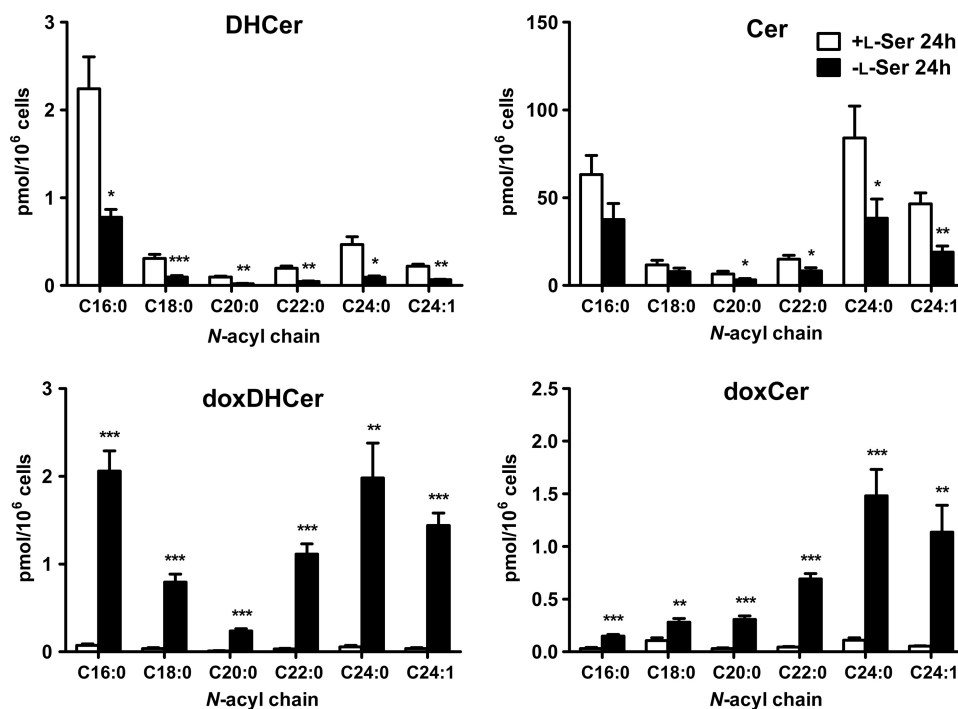 DHCer
3
2
1
0
pmol/10⁶ cells
*
***
**
**
*
**
C16:0 C18:0 C20:0 C22:0 C24:0 C24:1
N-acyl chain
Cer
+L-Ser 24h
-L-Ser 24h
150
100
50
0
pmol/10⁶ cells
*
*
*
**
C16:0 C18:0 C20:0 C22:0 C24:0 C24:1
N-acyl chain
doxDHCer
3
2
1
0
pmol/10⁶ cells
***
***
***
***
**
***
C16:0 C18:0 C20:0 C22:0 C24:0 C24:1
N-acyl chain
doxCer
2.5
2.0
1.5
1.0
0.5
0.0
pmol/10⁶ cells
***
**
***
***
***
**
C16:0 C18:0 C20:0 C22:0 C24:0 C24:1
N-acyl chain